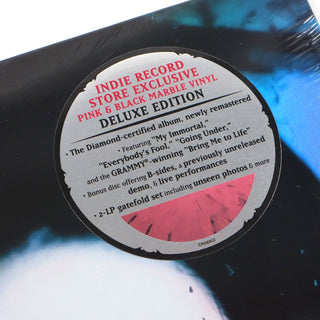 INDIE RECORD
STORE EXCLUSIVE
PINK & BLACK MARBLE VINYL
DELUXE EDITION
• The Diamond-certified album, newly remastered
• Featuring "My Immortal,"
"Everybody's Fool," "Going Under,"
and the GRAMMY®-winning "Bring Me to Life"
• Bonus disc offering B-sides, a previously unreleased
demo, & live performances
• 2-LP gatefold set including unseen photos & more